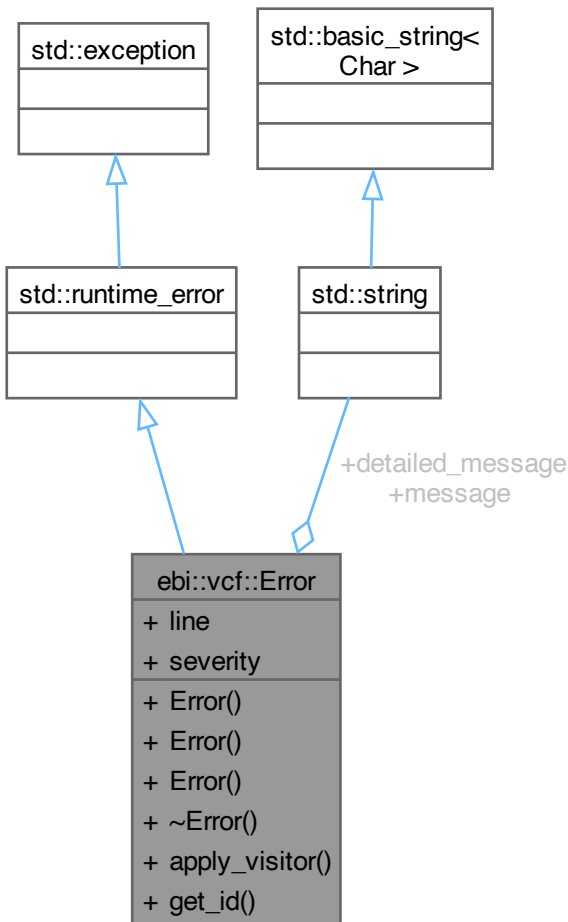 std::exception
std::basic_string<
Char >
std::runtime_error
std::string
+detailed_message
+message
ebi::vcf::Error
+ line
+ severity
+ Error()
+ Error()
+ Error()
+ ~Error()
+ apply_visitor()
+ get_id()